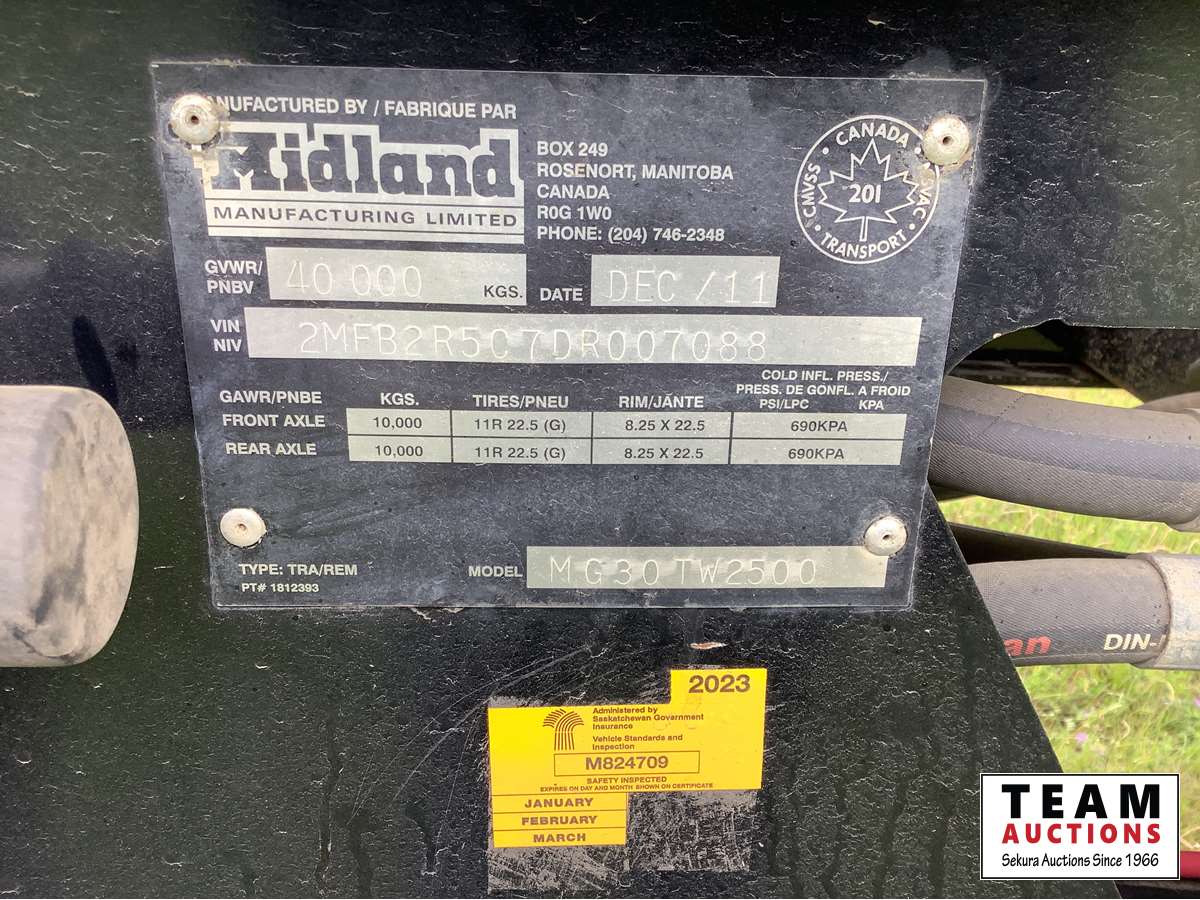 MANUFACTURED BY / FABRIQUE PAR
Midland
MANUFACTURING LIMITED
BOX 249
ROSENORT, MANITOBA
CANADA
R0G 1W0
PHONE: (204) 746-2348
CANADA
CMVSS · 201 · NSVAC
TRANSPORT
GVWR/
PNBV
40 000 KGS.
DATE DEC / 11
VIN
NIV
2MFB2R5C7DR007088
GAWR/PNBE KGS. TIRES/PNEU RIM/JÂNTE
COLD INFL. PRESS./
PRESS. DE GONFL. A FROID
PSI/LPC KPA
FRONT AXLE 10,000 11R 22.5 (G) 8.25 X 22.5 690KPA
REAR AXLE 10,000 11R 22.5 (G) 8.25 X 22.5 690KPA
TYPE: TRA/REM
PT# 1812393
MODEL MG30TW2500
DIN-
2023
Administered by
Saskatchewan Government
Insurance
Vehicle Standards and
Inspection
M824709
SAFETY INSPECTED
EXPIRES ON DAY AND MONTH SHOWN ON CERTIFICATE
JANUARY
FEBRUARY
MARCH
TEAM
AUCTIONS
Sekura Auctions Since 1966